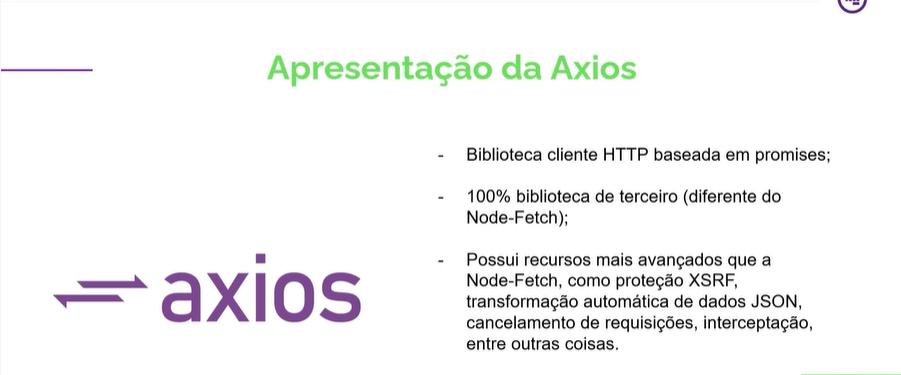 Apresentação da Axios
- Biblioteca cliente HTTP baseada em promises;
- 100% biblioteca de terceiro (diferente do
Node-Fetch);
- Possui recursos mais avançados que a
Node-Fetch, como proteção XSRF,
transformação automática de dados JSON,
cancelamento de requisições, interceptação,
entre outras coisas.
axios